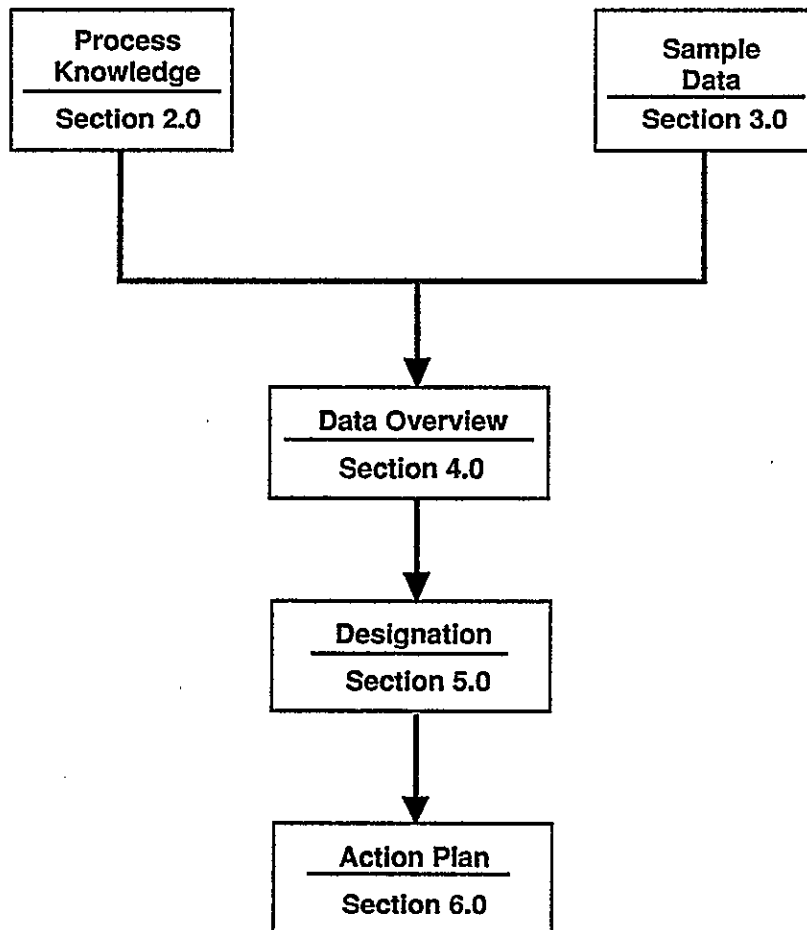 Process
Knowledge
Section 2.0
Sample
Data
Section 3.0
Data Overview
Section 4.0
Designation
Section 5.0
Action Plan
Section 6.0